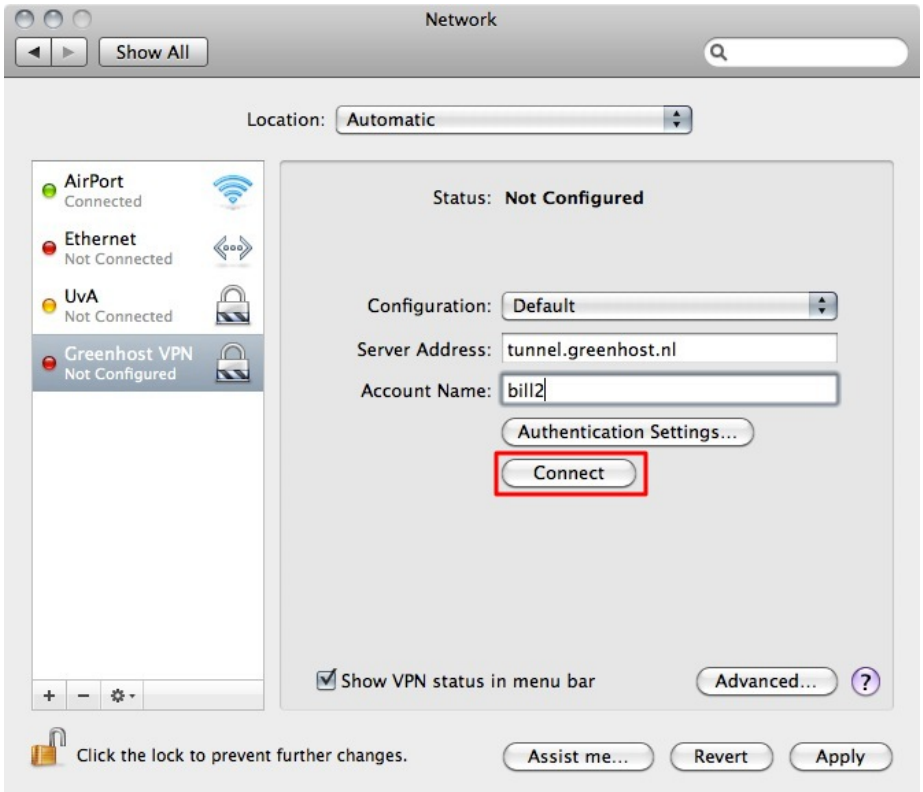 Network
Show All
Location: Automatic
AirPort
Connected
Ethernet
Not Connected
UvA
Not Connected
Greenhost VPN
Not Configured
Status: Not Configured
Configuration: Default
Server Address: tunnel.greenhost.nl
Account Name: bill2
Authentication Settings...
Connect
Show VPN status in menu bar
Advanced... ?
Click the lock to prevent further changes.
Assist me... Revert Apply